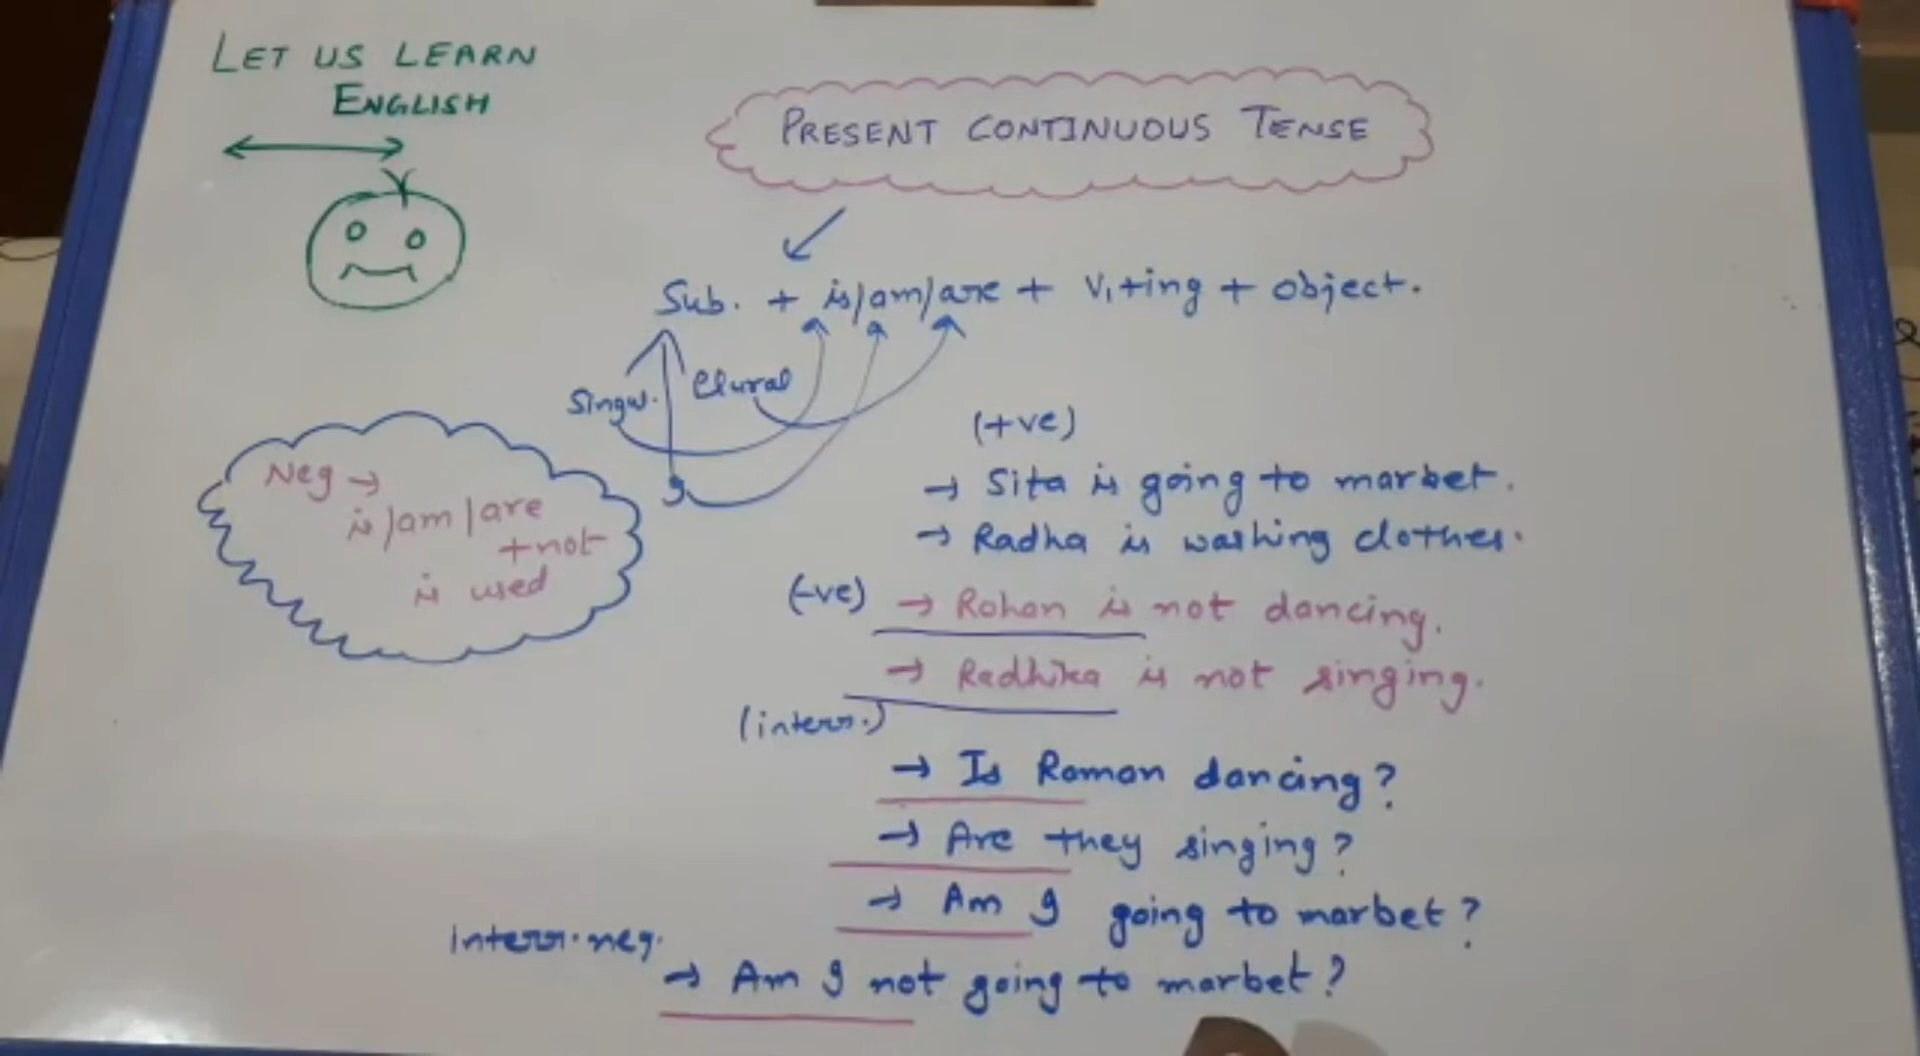 LET US LEARN
ENGLISH
PRESENT CONTINUOUS TENSE
Sub. + is/am/are + V1+ing + object.
Singu. Plural
I
Neg →
is/am/are
+not
is used
(+ve)
→ Sita is going to market.
→ Radha is washing clothes.
(-ve) → Rohan is not dancing.
→ Radhika is not singing.
(interr.)
→ Is Raman dancing?
→ Are they singing?
→ Am I going to market?
interr. neg.
→ Am I not going to market?